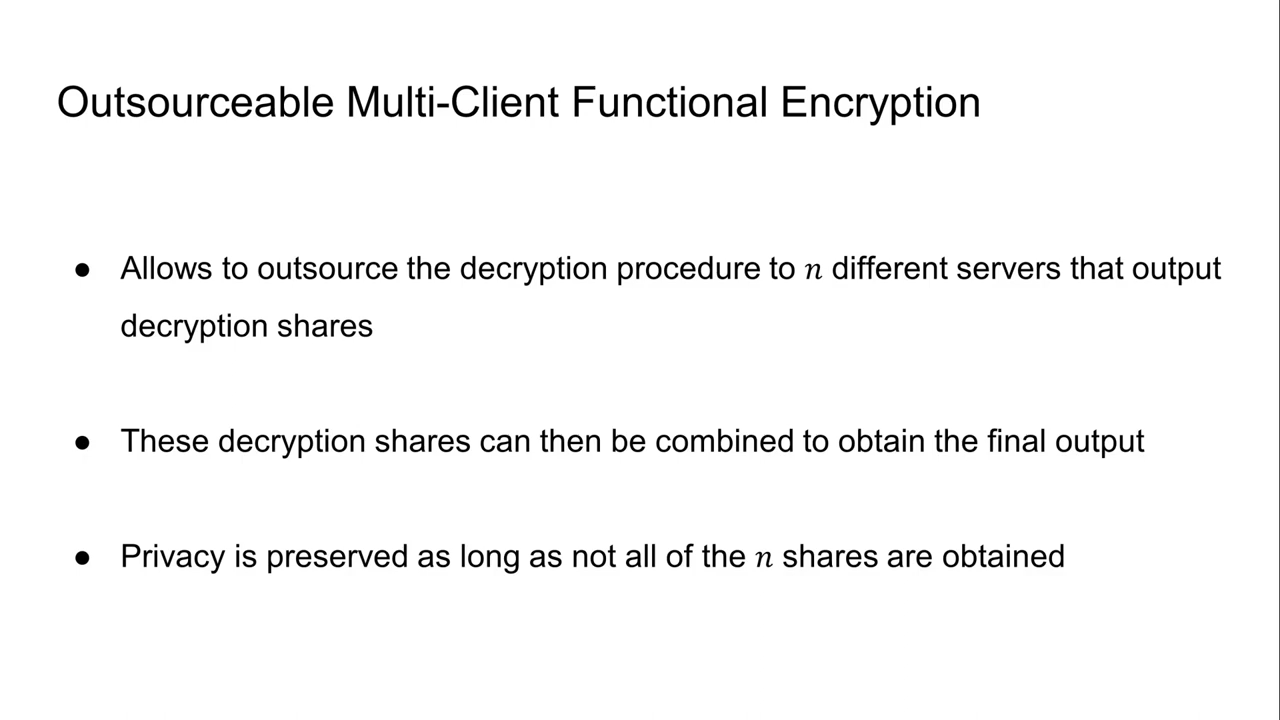 Outsourceable Multi-Client Functional Encryption
● Allows to outsource the decryption procedure to 𝑛 different servers that output
decryption shares
● These decryption shares can then be combined to obtain the final output
● Privacy is preserved as long as not all of the 𝑛 shares are obtained